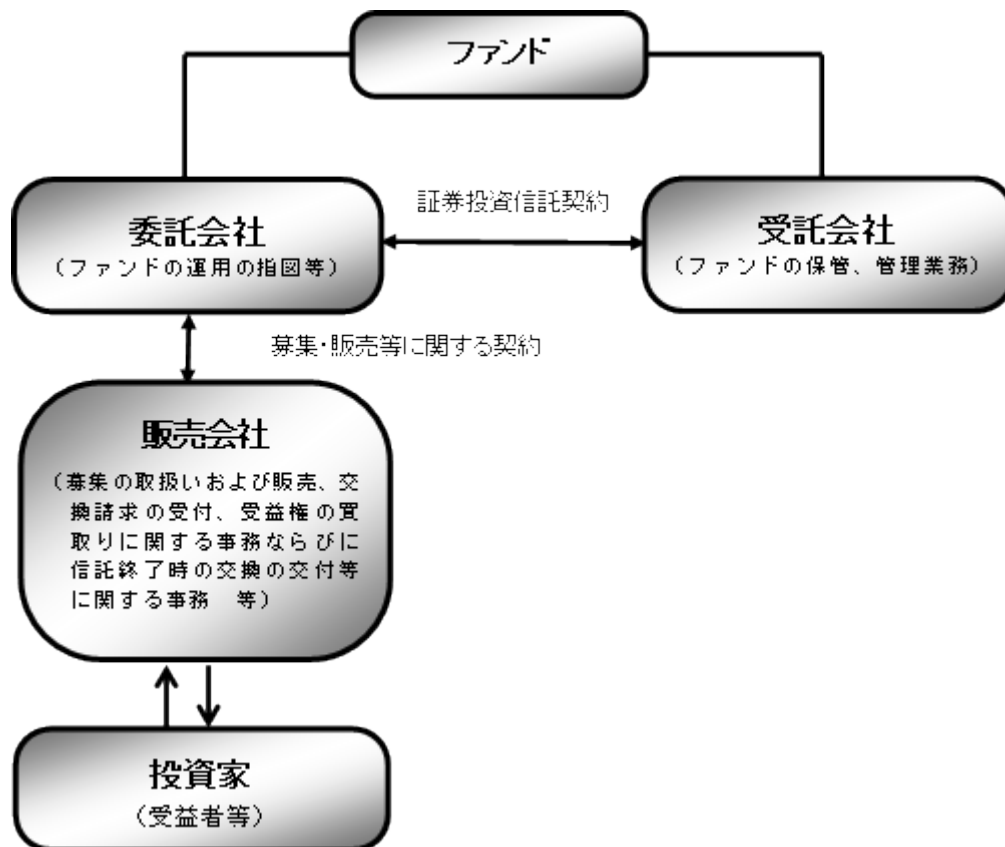 ファンド
証券投資信託契約
委託会社
（ファンドの運用の指図等）
受託会社
（ファンドの保管、管理業務）
募集・販売等に関する契約
販売会社
（募集の取扱いおよび販売、交
換請求の受付、受益権の買
取りに関する事務ならびに
信託終了時の交換の交付等
に関する事務　等）
投資家
（受益者等）